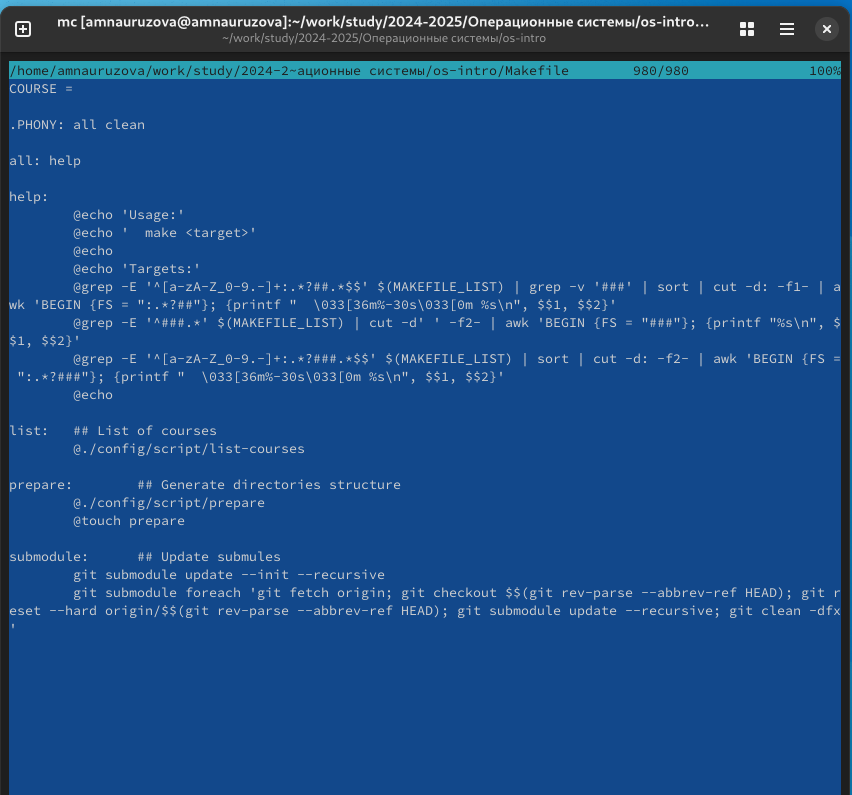 mc [amnauruzova@amnauruzova]:~/work/study/2024-2025/Операционные системы/os-intro...
~/work/study/2024-2025/Операционные системы/os-intro
/home/amnauruzova/work/study/2024-2~ационные системы/os-intro/Makefile        980/980               100%
COURSE =
.PHONY: all clean
all: help
help:
        @echo 'Usage:'
        @echo '  make <target>'
        @echo
        @echo 'Targets:'
        @grep -E '^[a-zA-Z_0-9.-]+:.*?##.*$$' $(MAKEFILE_LIST) | grep -v '###' | sort | cut -d: -f1- | a
wk 'BEGIN {FS = ":.*?##"}; {printf "  \033[36m%-30s\033[0m %s\n", $$1, $$2}'
        @grep -E '^###.*' $(MAKEFILE_LIST) | cut -d' ' -f2- | awk 'BEGIN {FS = "###"}; {printf "%s\n", $
$1, $$2}'
        @grep -E '^[a-zA-Z_0-9.-]+:.*?###.*$$' $(MAKEFILE_LIST) | sort | cut -d: -f2- | awk 'BEGIN {FS =
 ":.*?###"}; {printf "  \033[36m%-30s\033[0m %s\n", $$1, $$2}'
        @echo
list:   ## List of courses
        @./config/script/list-courses
prepare:        ## Generate directories structure
        @./config/script/prepare
        @touch prepare
submodule:      ## Update submules
        git submodule update --init --recursive
        git submodule foreach 'git fetch origin; git checkout $$(git rev-parse --abbrev-ref HEAD); git r
eset --hard origin/$$(git rev-parse --abbrev-ref HEAD); git submodule update --recursive; git clean -dfx
'